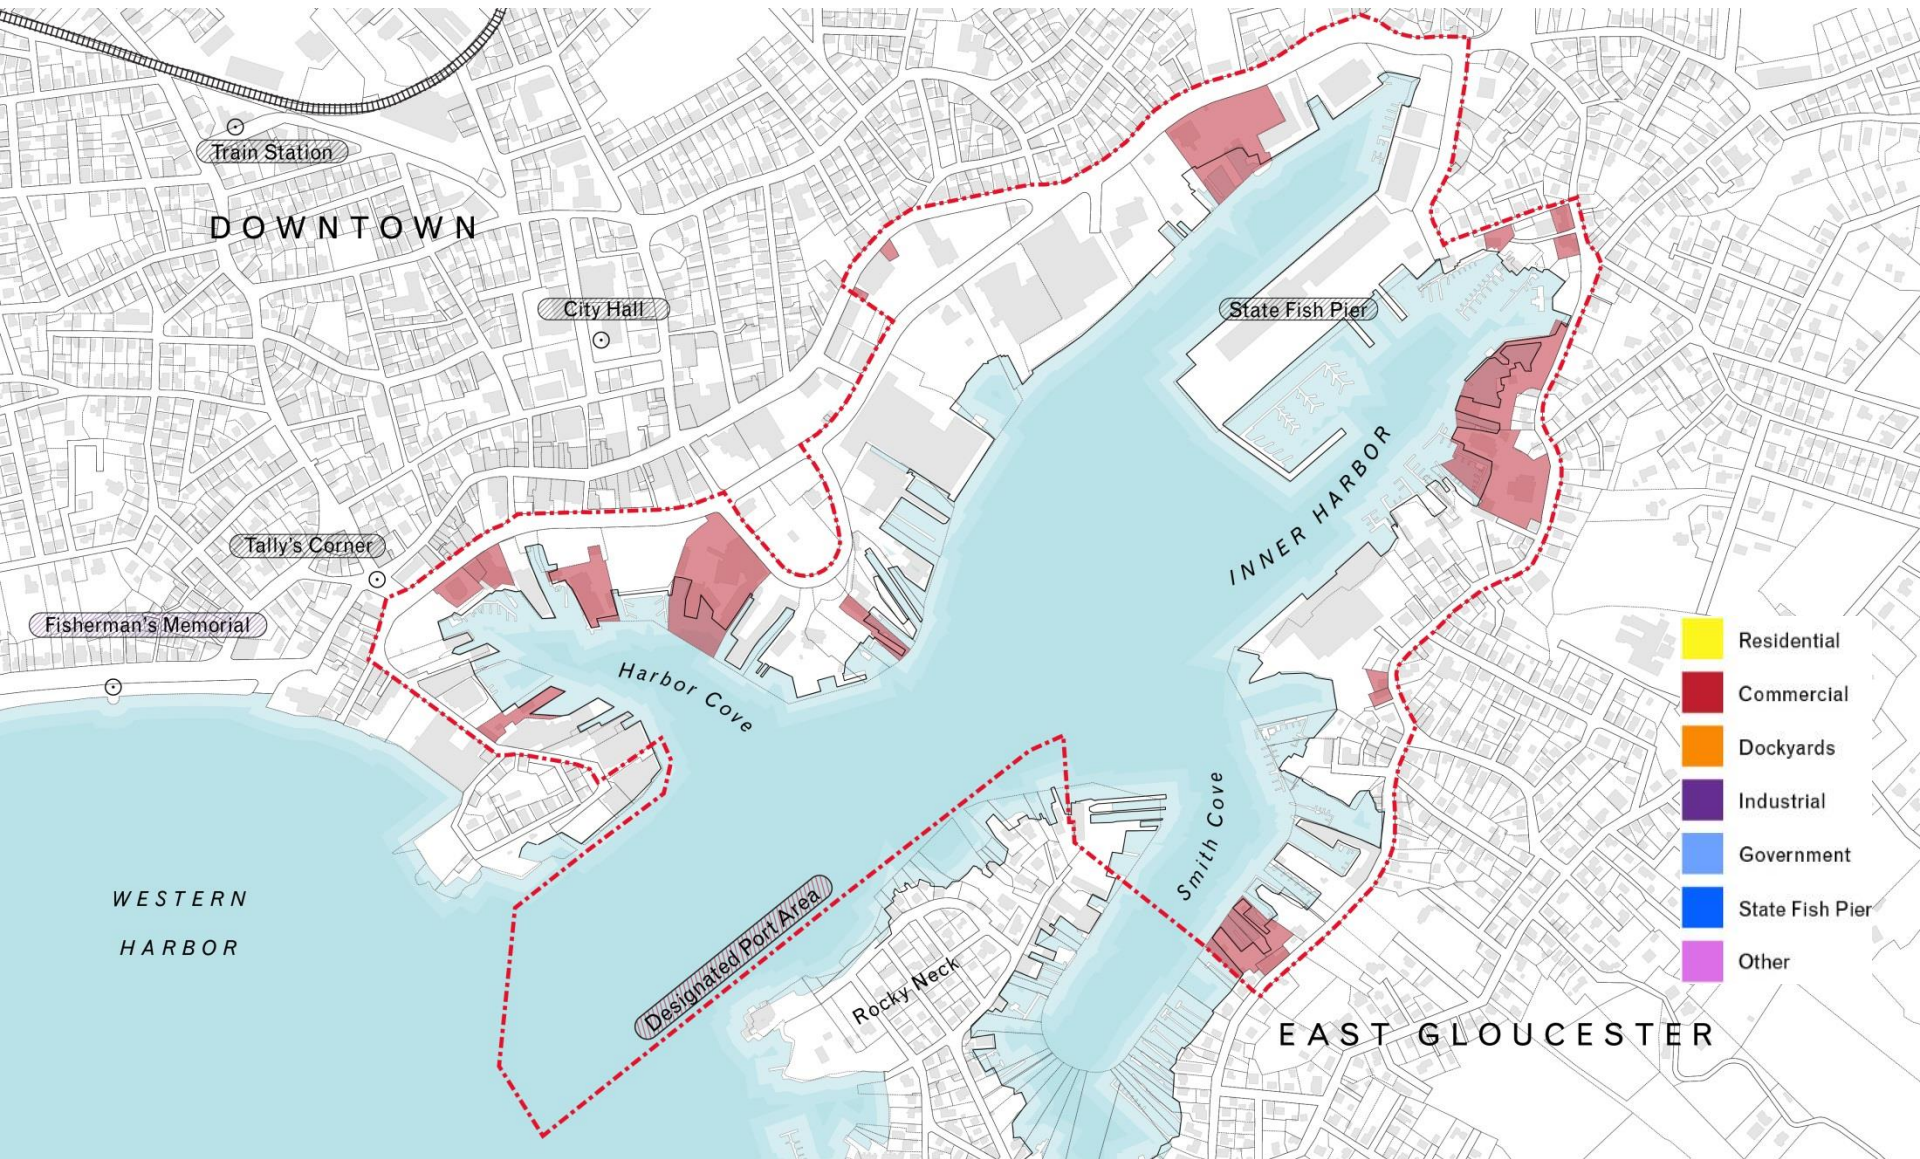 Train Station
DOWNTOWN
City Hall
State Fish Pier
INNER HARBOR
Tally's Corner
Fisherman's Memorial
Harbor Cove
Smith Cove
WESTERN
HARBOR
Designated Port Area
Rocky Neck
EAST GLOUCESTER
Residential
Commercial
Dockyards
Industrial
Government
State Fish Pier
Other